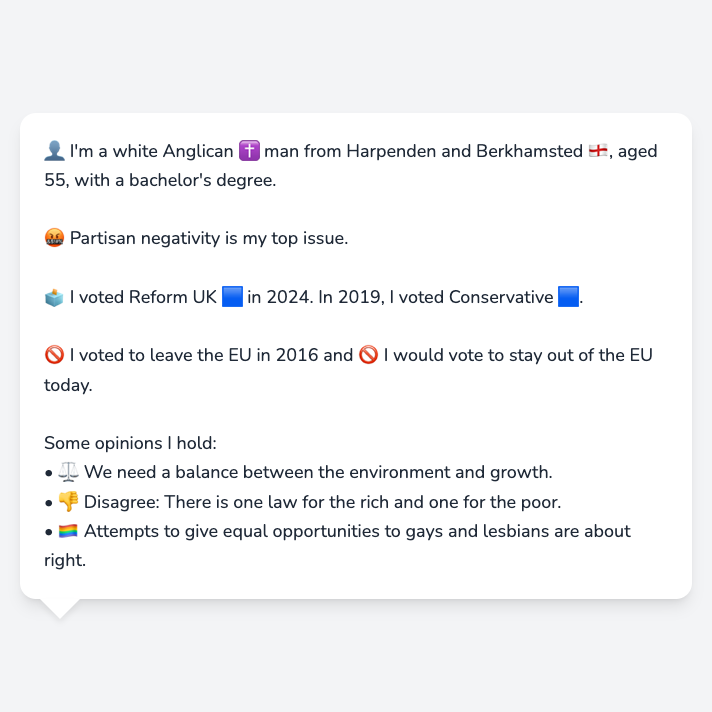 👤 I'm a white Anglican ✝️ man from Harpenden and Berkhamsted 🏴󠁧󠁢󠁥󠁮󠁧󠁿, aged
55, with a bachelor's degree.
🤬 Partisan negativity is my top issue.
🗳️ I voted Reform UK 🟦 in 2024. In 2019, I voted Conservative 🟦.
🚫 I voted to leave the EU in 2016 and 🚫 I would vote to stay out of the EU
today.
Some opinions I hold:
• ⚖️ We need a balance between the environment and growth.
• 👎 Disagree: There is one law for the rich and one for the poor.
• 🏳️‍🌈 Attempts to give equal opportunities to gays and lesbians are about
right.